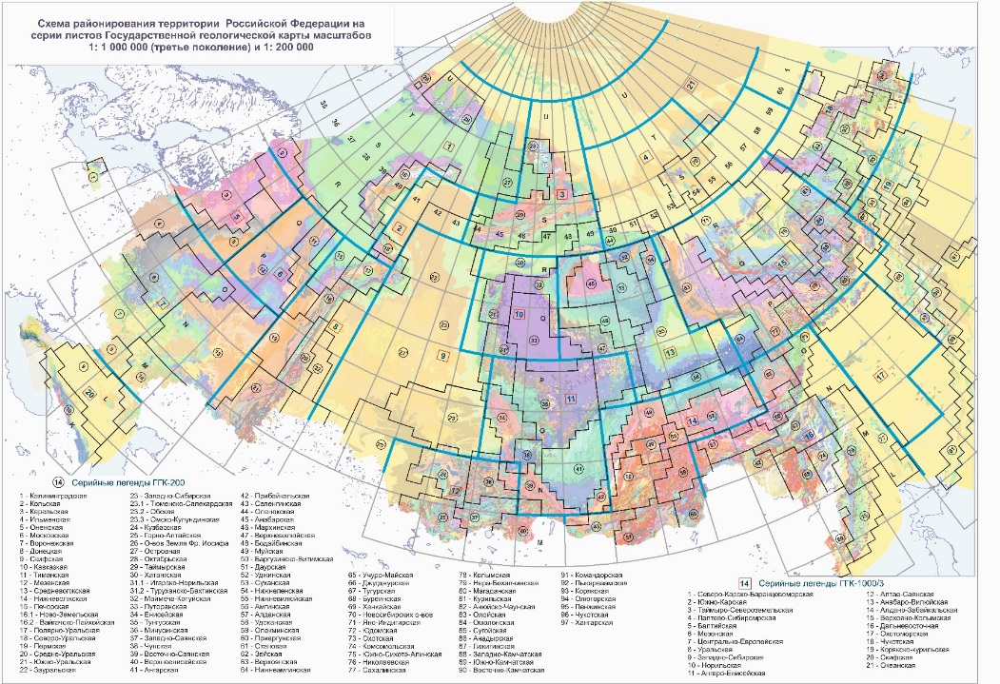 Схема районирования территории Российской Федерации на
серии листов Государственной геологической карты масштабов
1: 1 000 000 (третье поколение) и 1: 200 000
14 Серийные легенды ГГК-200
1 - Калининградская
2 - Кольская
3 - Карельская
4 - Ильменская
5 - Онежская
6 - Московская
7 - Воронежская
8 - Донецкая
9 - Скифская
10 - Кавказская
11 - Тиманская
12 - Мезенская
13 - Средневолжская
14 - Нижневолжская
15 - Печорская
16.1 - Ново-Земельская
16.2 - Вайгачско-Пайхойская
17 - Полярно-Уральская
18 - Северо-Уральская
19 - Пермская
20 - Средне-Уральская
21 - Южно-Уральская
22 - Зауральская
23 - Западно-Сибирская
23.1 - Тюменско-Салехардская
23.2 - Обская
23.3 - Омско-Кулундинская
24 - Кузбасская
25 - Горно-Алтайская
26 - О-вов Земля Фр. Иосифа
27 - Островная
28 - Октябрьская
29 - Таймырская
30 - Хатангская
31.1 - Игарско-Норильская
31.2 - Туруханско-Бахтинская
32 - Маймеча-Котуйская
33 - Путоранская
34 - Енисейская
35 - Тунгусская
36 - Минусинская
37 - Западно-Саянская
38 - Чунская
39 - Восточно-Саянская
40 - Верхнеенисейская
41 - Ангарская
42 - Прибайкальская
43 - Селенгинская
44 - Оленекская
45 - Анабарская
46 - Мархинская
47 - Верхневилюйская
48 - Бодайбинская
49 - Муйская
50 - Баргузинско-Витимская
51 - Даурская
52 - Уджинская
53 - Суханская
54 - Нижнеленская
55 - Нижневилюйская
56 - Амгинская
57 - Алданская
58 - Удоканская
59 - Олекминская
60 - Приаргунская
61 - Становая
62 - Зейская
63 - Верхоянская
64 - Нижнеамгинская
65 - Учуро-Майская
66 - Джугджурская
67 - Тугурская
68 - Буреинская
69 - Ханкайская
70 - Новосибирских о-вов
71 - Яно-Индигирская
72 - Юдомская
73 - Охотская
74 - Комсомольская
75 - Южно-Сихотэ-Алинская
76 - Николаевская
77 - Сахалинская
78 - Колымская
79 - Нера-Бохапчинская
80 - Магаданская
81 - Курильская
82 - Анюйско-Чаунская
83 - Олойская
84 - Омолонская
85 - Сугойская
86 - Анадырская
87 - Гижигинская
88 - Западно-Камчатская
89 - Южно-Камчатская
90 - Восточно-Камчатская
91 - Командорская
92 - Пьекарваамская
93 - Корякская
94 - Олюторская
95 - Пенжинская
96 - Чукотская
97 - Хангарская
14 Серийные легенды ГГК-1000/3
1 - Северо-Карско-Баренцевоморская
2 - Южно-Карская
3 - Таймыро-Североземельская
4 - Лаптево-Сибироморская
5 - Балтийская
6 - Мезенская
7 - Центрально-Европейская
8 - Уральская
9 - Западно-Сибирская
10 - Норильская
11 - Ангаро-Енисейская
12 - Алтае-Саянская
13 - Анабаро-Вилюйская
14 - Алдано-Забайкальская
15 - Верхояно-Колымская
16 - Дальневосточная
17 - Охотоморская
18 - Чукотская
19 - Корякско-курильская
20 - Скифская
21 - Океанская